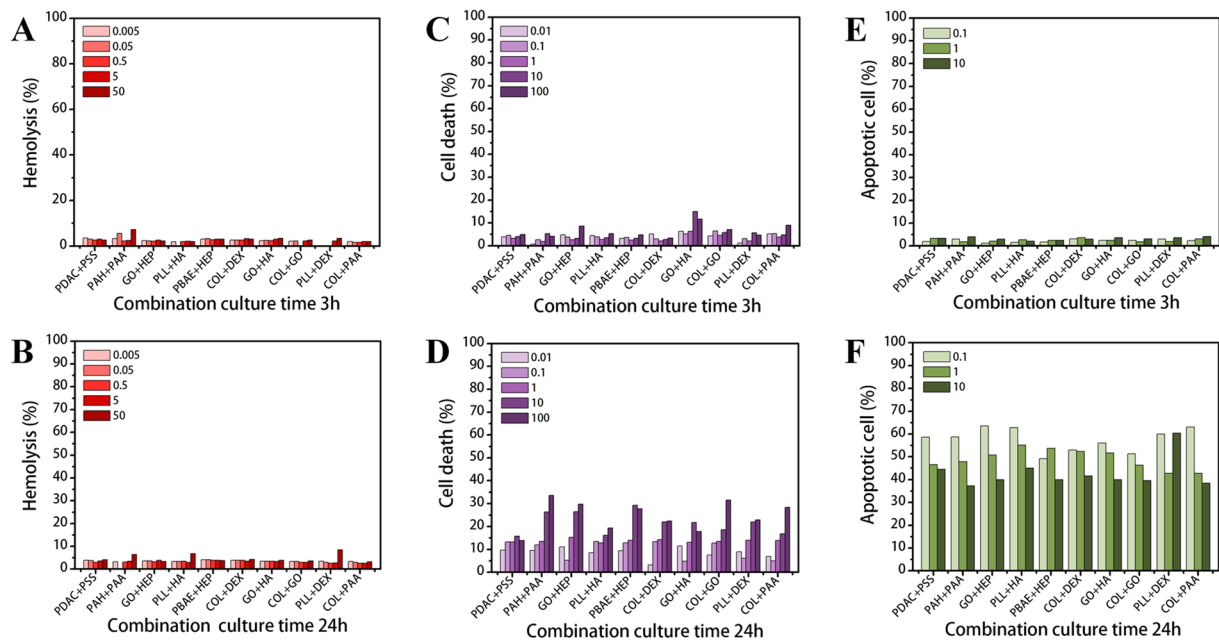 A
Hemolysis (%)
100
80
60
40
20
0
0.005
0.05
0.5
5
50
PDAC+PSS
PAH+PAA
GO+HEP
PLL+HA
PBAE+HEP
COL+DEX
GO+HA
COL+GO
PLL+DEX
COL+PAA
Combination culture time 3h
C
Cell death (%)
100
90
80
70
60
50
40
30
20
10
0
0.01
0.1
1
10
100
PDAC+PSS
PAH+PAA
GO+HEP
PLL+HA
PBAE+HEP
COL+DEX
GO+HA
COL+GO
PLL+DEX
COL+PAA
Combination culture time 3h
E
Apoptotic cell (%)
100
90
80
70
60
50
40
30
20
10
0
0.1
1
10
PDAC+PSS
PAH+PAA
GO+HEP
PLL+HA
PBAE+HEP
COL+DEX
GO+HA
COL+GO
PLL+DEX
COL+PAA
Combination culture time 3h
B
Hemolysis (%)
100
90
80
70
60
50
40
30
20
10
0
0.005
0.05
0.5
5
50
PDAC+PSS
PAH+PAA
GO+HEP
PLL+HA
PBAE+HEP
COL+DEX
GO+HA
COL+GO
PLL+DEX
COL+PAA
Combination culture time 24h
D
Cell death (%)
100
90
80
70
60
50
40
30
20
10
0
0.01
0.1
1
10
100
PDAC+PSS
PAH+PAA
GO+HEP
PLL+HA
PBAE+HEP
COL+DEX
GO+HA
COL+GO
PLL+DEX
COL+PAA
Combination culture time 24h
F
Apoptotic cell (%)
100
90
80
70
60
50
40
30
20
10
0
0.1
1
10
PDAC+PSS
PAH+PAA
GO+HEP
PLL+HA
PBAE+HEP
COL+DEX
GO+HA
COL+GO
PLL+DEX
COL+PAA
Combination culture time 24h